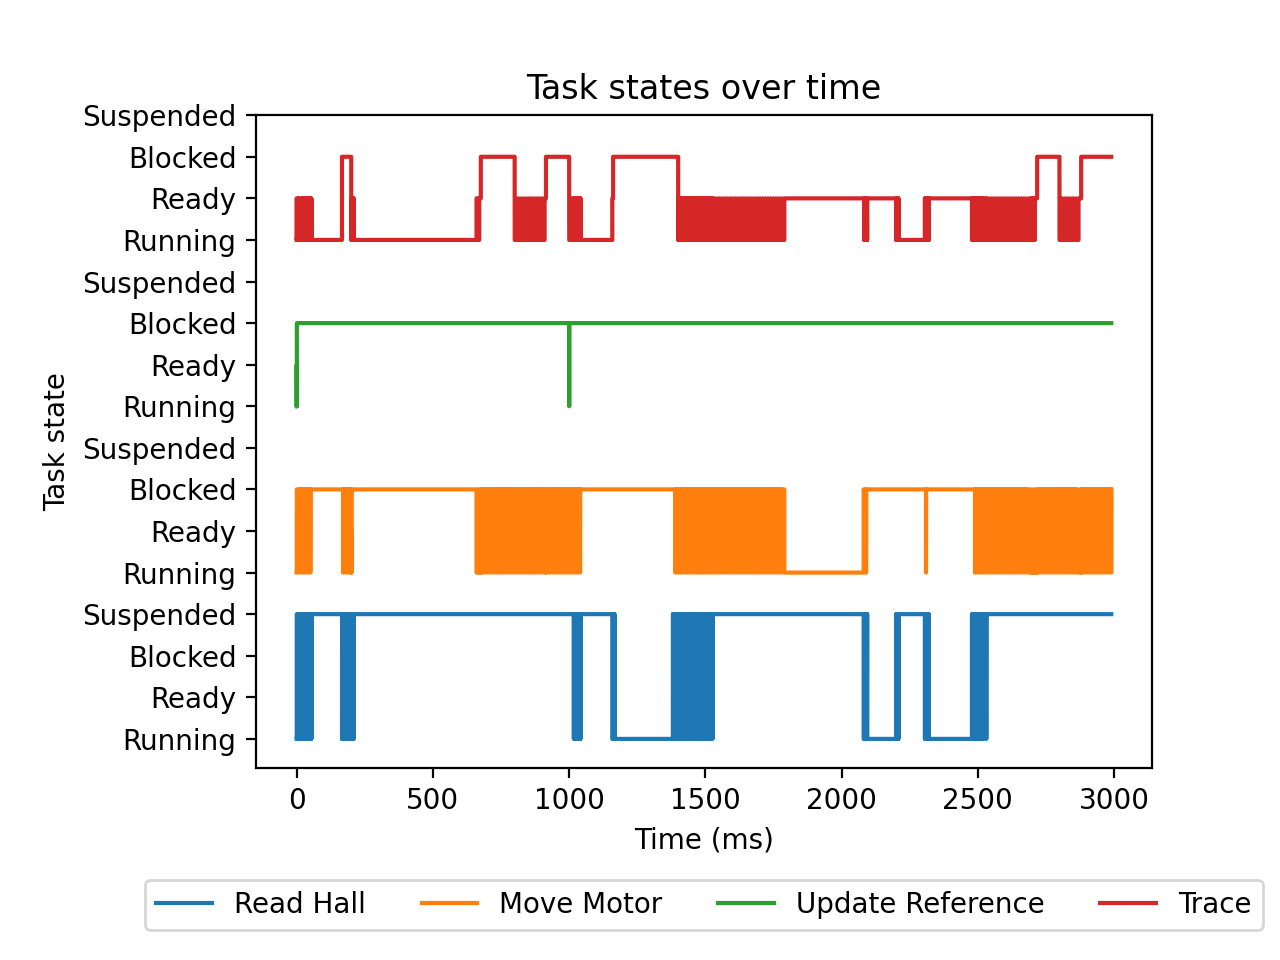 Task states over time
Suspended
Blocked
Ready
Running
Suspended
Blocked
Ready
Running
Suspended
Blocked
Ready
Running
Suspended
Blocked
Ready
Running
Task state
0 500 1000 1500 2000 2500 3000
Time (ms)
Read Hall Move Motor Update Reference Trace